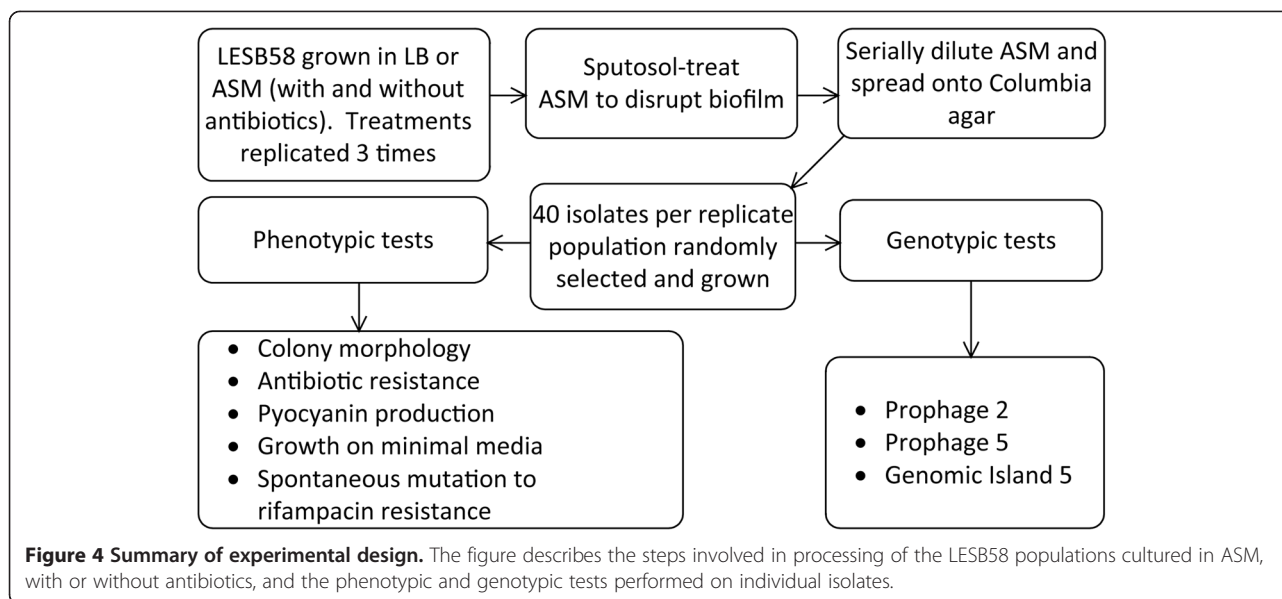 LESB58 grown in LB or
ASM (with and without
antibiotics).  Treatments
replicated 3 times
Sputosol-treat
ASM to disrupt biofilm
Serially dilute ASM and
spread onto Columbia
agar
Phenotypic tests
40 isolates per replicate
population randomly
selected and grown
Genotypic tests
• Colony morphology
• Antibiotic resistance
• Pyocyanin production
• Growth on minimal media
• Spontaneous mutation to
rifampacin resistance
• Prophage 2
• Prophage 5
• Genomic Island 5
Figure 4 Summary of experimental design. The figure describes the steps involved in processing of the LESB58 populations cultured in ASM,
with or without antibiotics, and the phenotypic and genotypic tests performed on individual isolates.